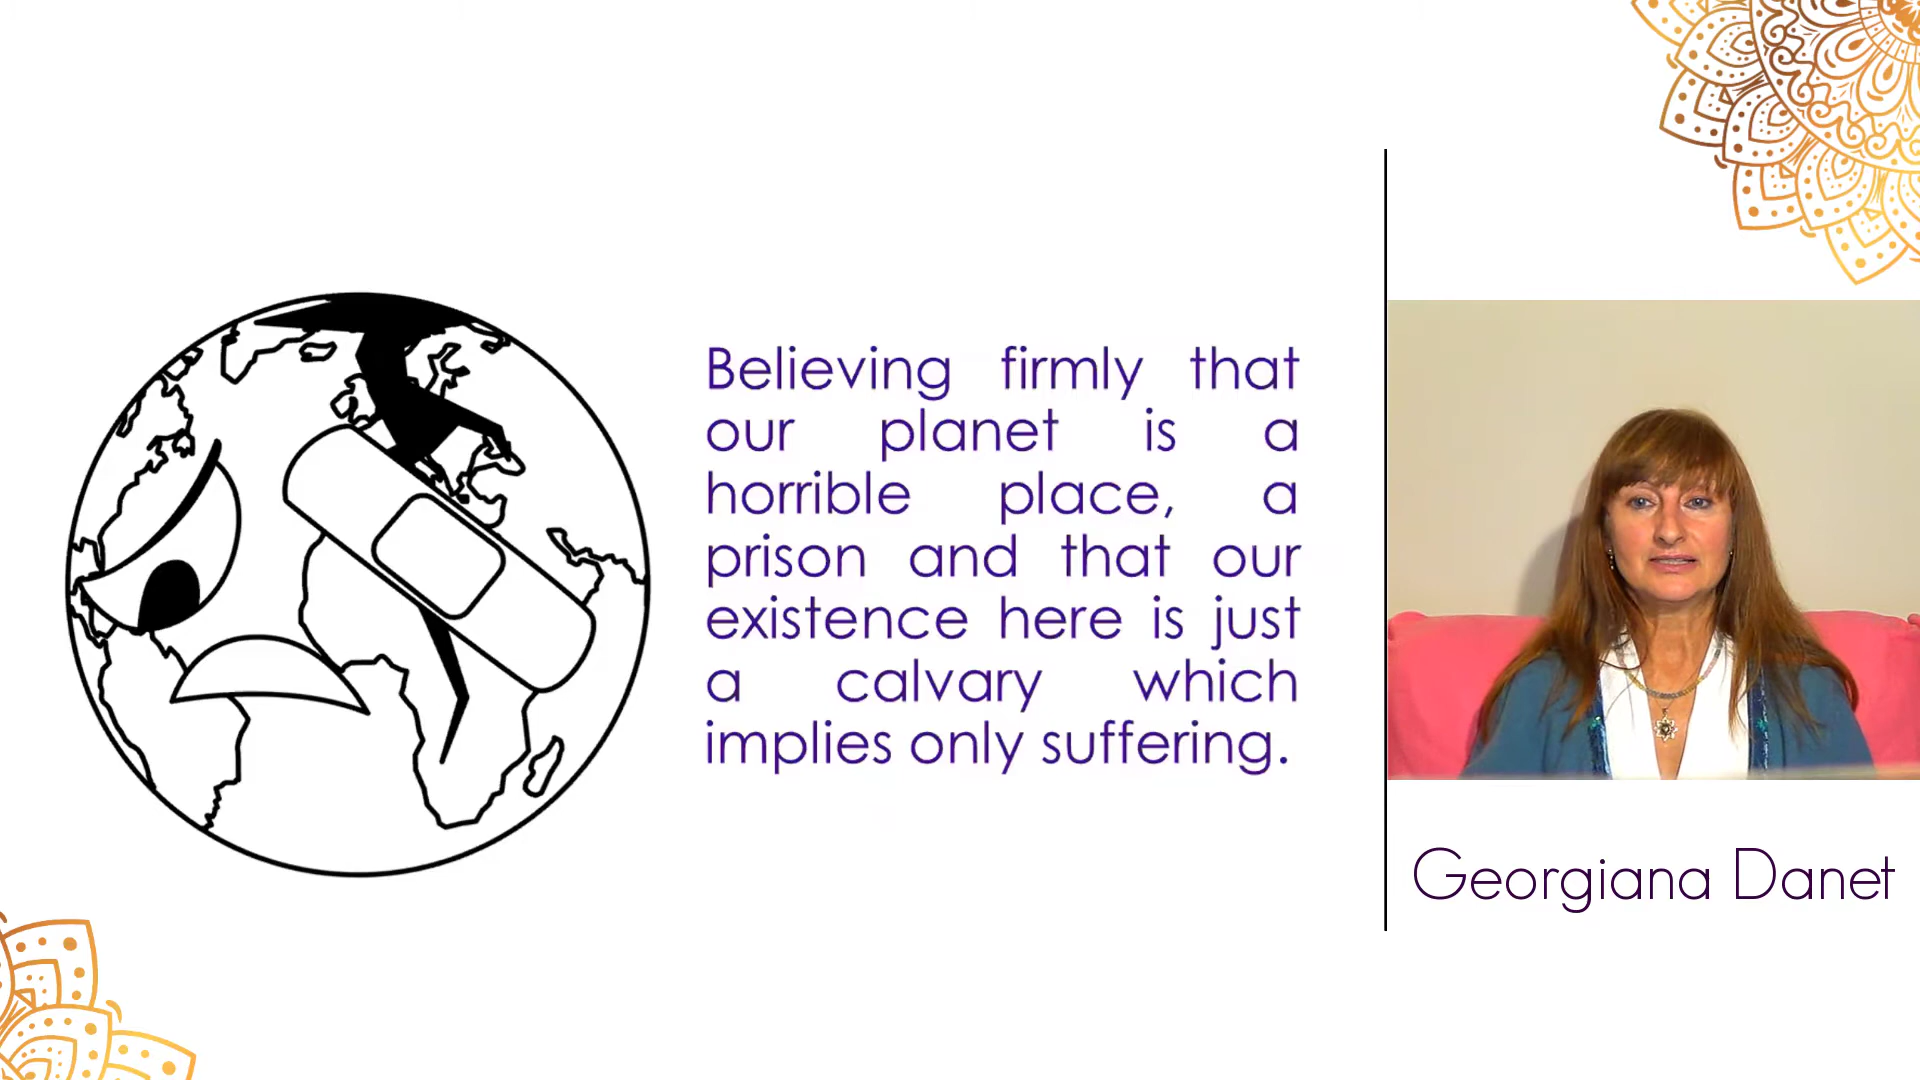 Believing firmly that
our planet is a
horrible place, a
prison and that our
existence here is just
a calvary which
implies only suffering.
Georgiana Danet